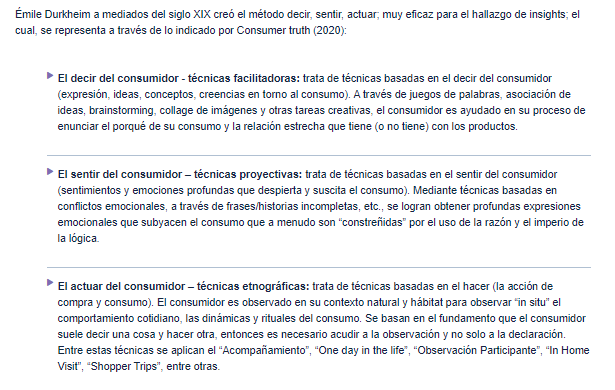 Émile Durkheim a mediados del siglo XIX creó el método decir, sentir, actuar; muy eficaz para el hallazgo de insights; el
cual, se representa a través de lo indicado por Consumer truth (2020):
El decir del consumidor - técnicas facilitadoras: trata de técnicas basadas en el decir del consumidor
(expresión, ideas, conceptos, creencias en torno al consumo). A través de juegos de palabras, asociación de
ideas, brainstorming, collage de imágenes y otras tareas creativas, el consumidor es ayudado en su proceso de
enunciar el porqué de su consumo y la relación estrecha que tiene (o no tiene) con los productos.
El sentir del consumidor – técnicas proyectivas: trata de técnicas basadas en el sentir del consumidor
(sentimientos y emociones profundas que despierta y suscita el consumo). Mediante técnicas basadas en
conflictos emocionales, a través de frases/historias incompletas, etc., se logran obtener profundas expresiones
emocionales que subyacen el consumo que a menudo son “constreñidas” por el uso de la razón y el imperio de
la lógica.
El actuar del consumidor – técnicas etnográficas: trata de técnicas basadas en el hacer (la acción de
compra y consumo). El consumidor es observado en su contexto natural y hábitat para observar “in situ” el
comportamiento cotidiano, las dinámicas y rituales del consumo. Se basan en el fundamento que el consumidor
suele decir una cosa y hacer otra, entonces es necesario acudir a la observación y no solo a la declaración.
Entre estas técnicas se aplican el “Acompañamiento”, “One day in the life”, “Observación Participante”, “In Home
Visit”, “Shopper Trips”, entre otras.